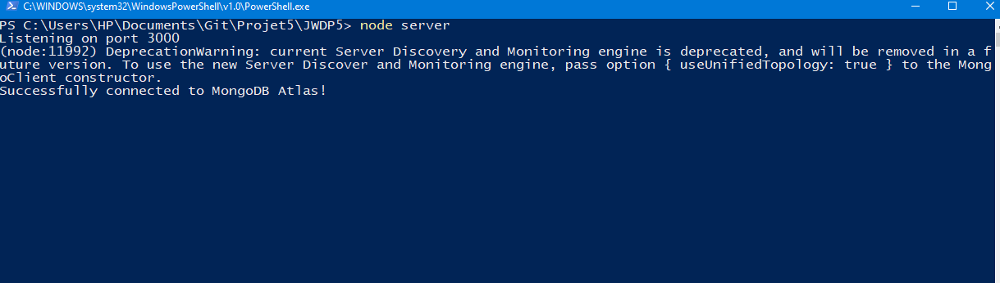 C:\WINDOWS\system32\WindowsPowerShell\v1.0\PowerShell.exe
PS C:\Users\HP\Documents\Git\Projet5\JWDP5> node server
Listening on port 3000
(node:11992) DeprecationWarning: current Server Discovery and Monitoring engine is deprecated, and will be removed in a f
uture version. To use the new Server Discover and Monitoring engine, pass option { useUnifiedTopology: true } to the Mong
oClient constructor.
Successfully connected to MongoDB Atlas!